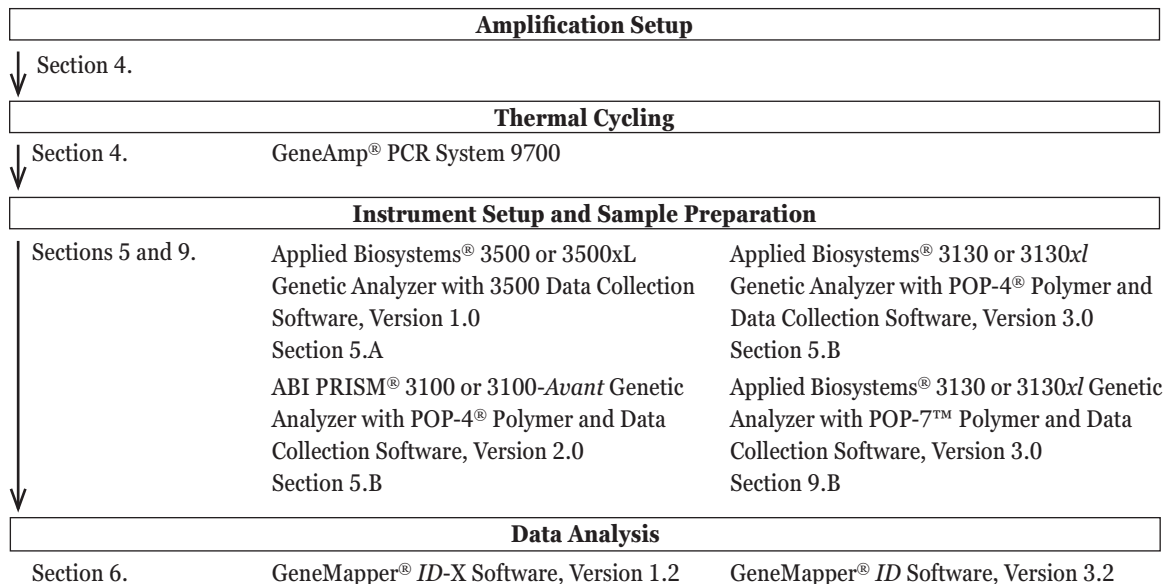 Amplification Setup
Section 4.
Thermal Cycling
Section 4. GeneAmp® PCR System 9700
Instrument Setup and Sample Preparation
Sections 5 and 9.
Applied Biosystems® 3500 or 3500xL
Genetic Analyzer with 3500 Data Collection
Software, Version 1.0
Section 5.A
Applied Biosystems® 3130 or 3130xl
Genetic Analyzer with POP-4® Polymer and
Data Collection Software, Version 3.0
Section 5.B
ABI PRISM® 3100 or 3100-Avant Genetic
Analyzer with POP-4® Polymer and Data
Collection Software, Version 2.0
Section 5.B
Applied Biosystems® 3130 or 3130xl Genetic
Analyzer with POP-7™ Polymer and Data
Collection Software, Version 3.0
Section 9.B
Data Analysis
Section 6. GeneMapper® ID-X Software, Version 1.2 GeneMapper® ID Software, Version 3.2